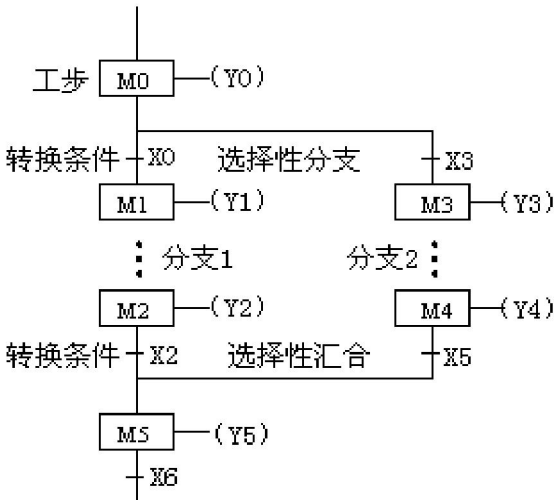 工步 M0 (Y0)
转换条件 X0 选择性分支 X3
M1 (Y1) M3 (Y3)
分支1 分支2
M2 (Y2) M4 (Y4)
转换条件 X2 选择性汇合 X5
M5 (Y5)
X6